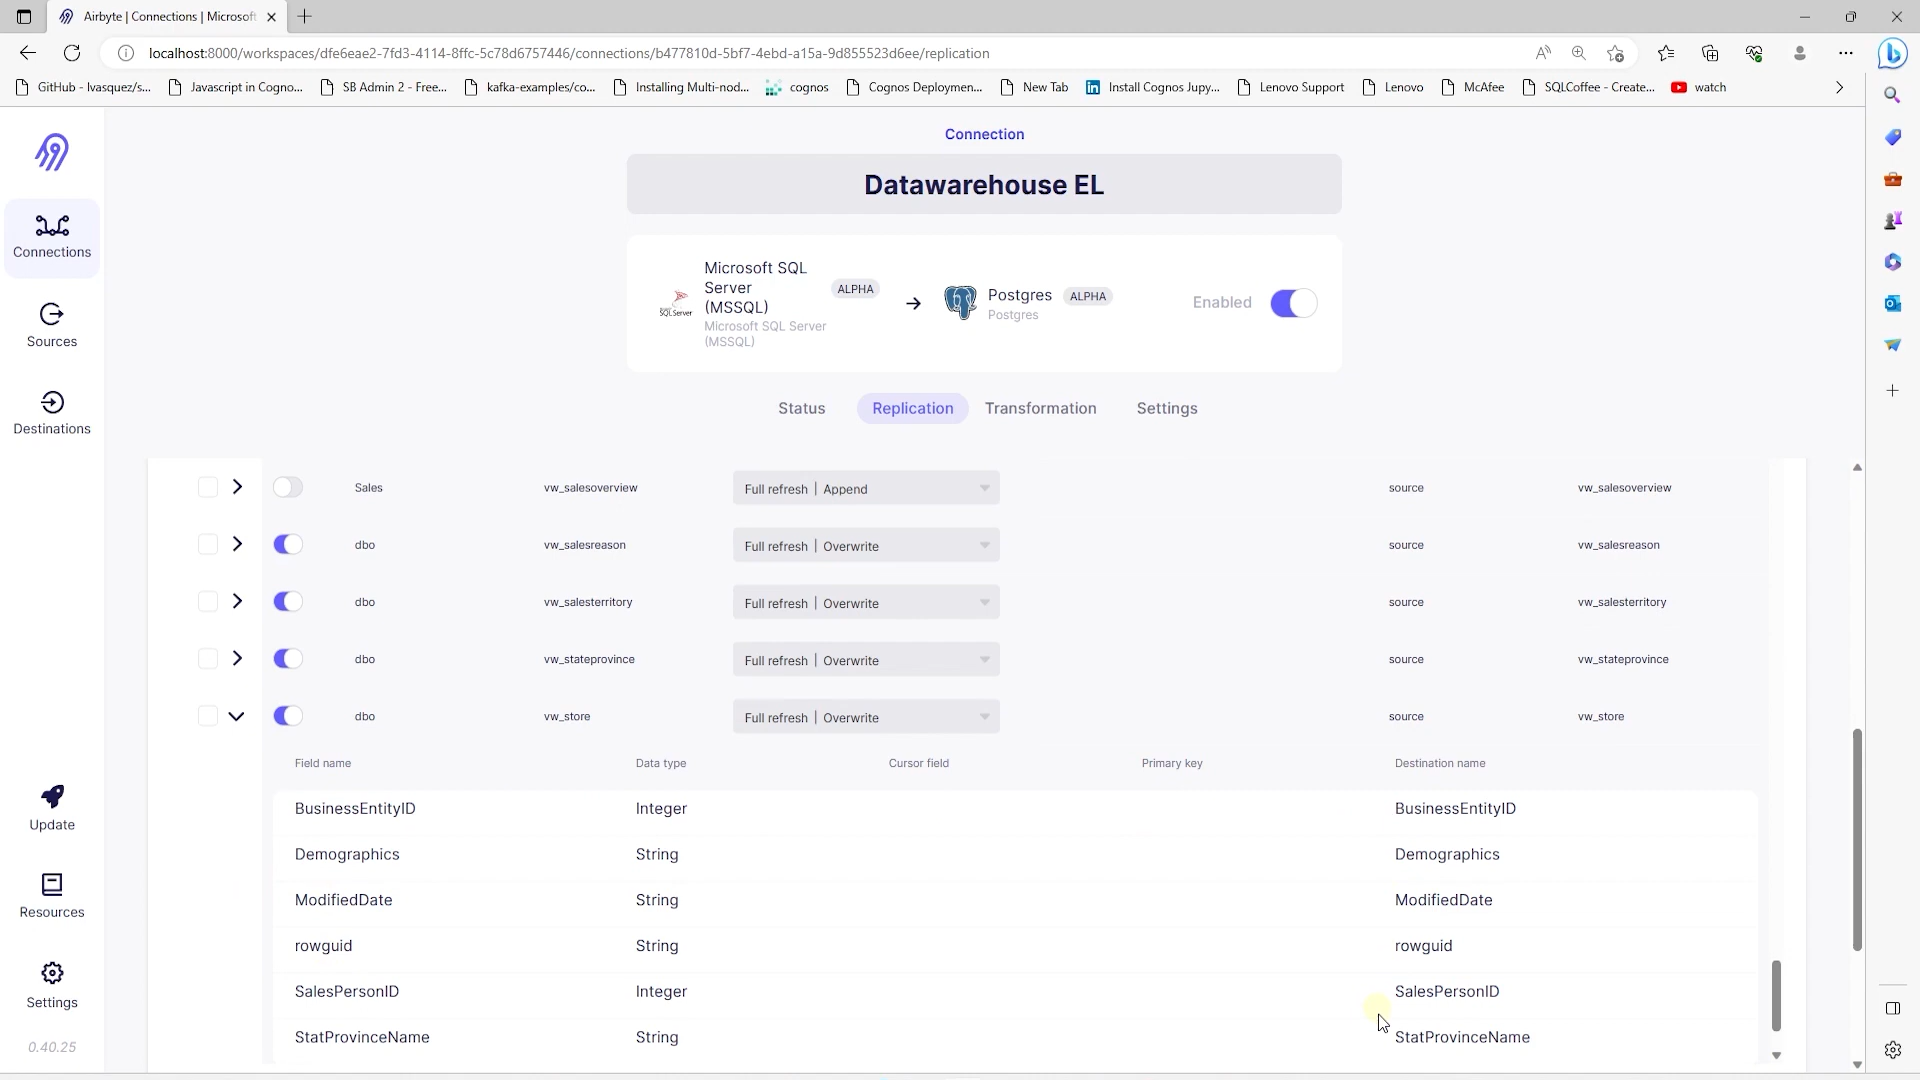 Airbyte | Connections | Microsoft
localhost:8000/workspaces/dfe6eae2-7fd3-4114-8ffc-5c78d6757446/connections/b477810d-5bf7-4ebd-a15a-9d855523d6ee/replication
GitHub - lvasquez/s... Javascript in Cogno... SB Admin 2 - Free... kafka-examples/co... Installing Multi-nod... cognos Cognos Deploymen... New Tab Install Cognos Jupy... Lenovo Support Lenovo McAfee SQLCoffee - Create... watch
Connection
Datawarehouse EL
Microsoft SQL
Server
(MSSQL)
Microsoft SQL Server
(MSSQL)
ALPHA
SQL Server
Postgres
Postgres
ALPHA
Enabled
Status Replication Transformation Settings
Connections
Sources
Destinations
Update
Resources
Settings
0.40.25
Sales vw_salesoverview Full refresh | Append source vw_salesoverview
dbo vw_salesreason Full refresh | Overwrite source vw_salesreason
dbo vw_salesterritory Full refresh | Overwrite source vw_salesterritory
dbo vw_stateprovince Full refresh | Overwrite source vw_stateprovince
dbo vw_store Full refresh | Overwrite source vw_store
Field name Data type Cursor field Primary key Destination name
BusinessEntityID Integer BusinessEntityID
Demographics String Demographics
ModifiedDate String ModifiedDate
rowguid String rowguid
SalesPersonID Integer SalesPersonID
StatProvinceName String StatProvinceName